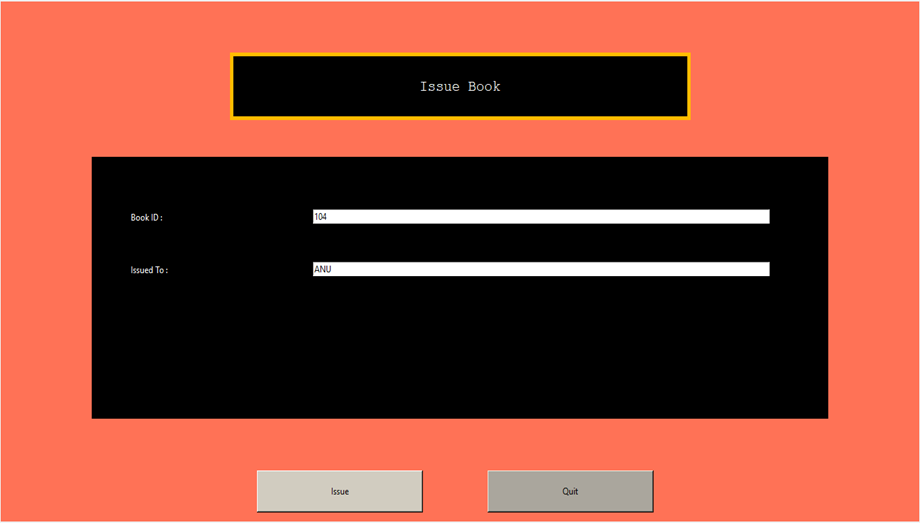 Issue Book
Book ID : 104
Issued To : ANU
Issue Quit